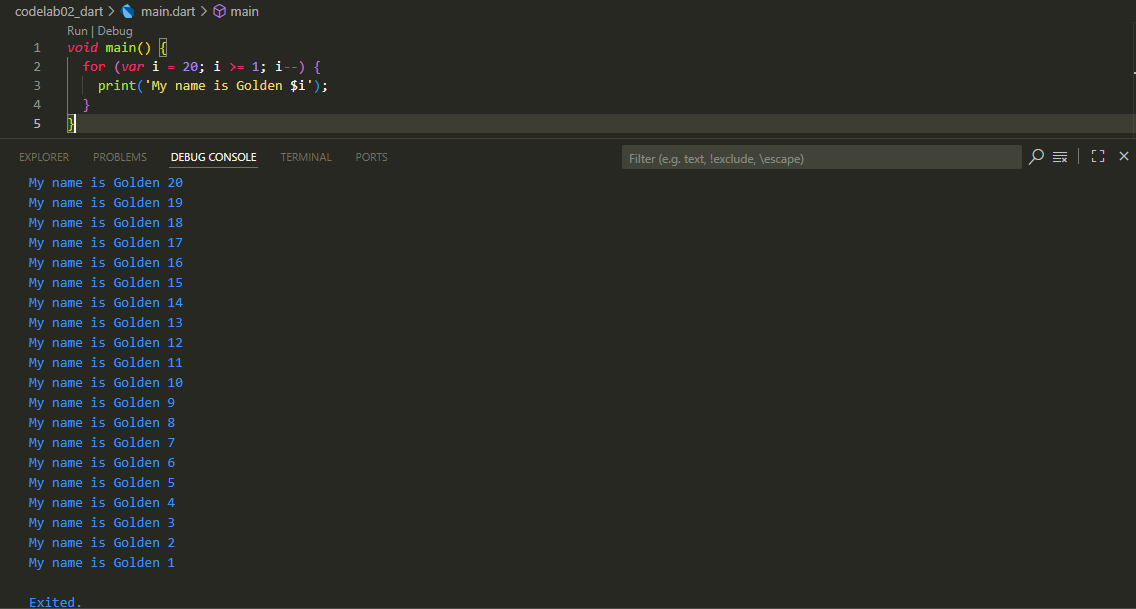 codelab02_dart > main.dart > main
Run | Debug
1 void main() {
2 for (var i = 20; i >= 1; i--) {
3 print('My name is Golden $i');
4 }
5 }
EXPLORER PROBLEMS DEBUG CONSOLE TERMINAL PORTS Filter (e.g. text, !exclude, \escape)
My name is Golden 20
My name is Golden 19
My name is Golden 18
My name is Golden 17
My name is Golden 16
My name is Golden 15
My name is Golden 14
My name is Golden 13
My name is Golden 12
My name is Golden 11
My name is Golden 10
My name is Golden 9
My name is Golden 8
My name is Golden 7
My name is Golden 6
My name is Golden 5
My name is Golden 4
My name is Golden 3
My name is Golden 2
My name is Golden 1
Exited.